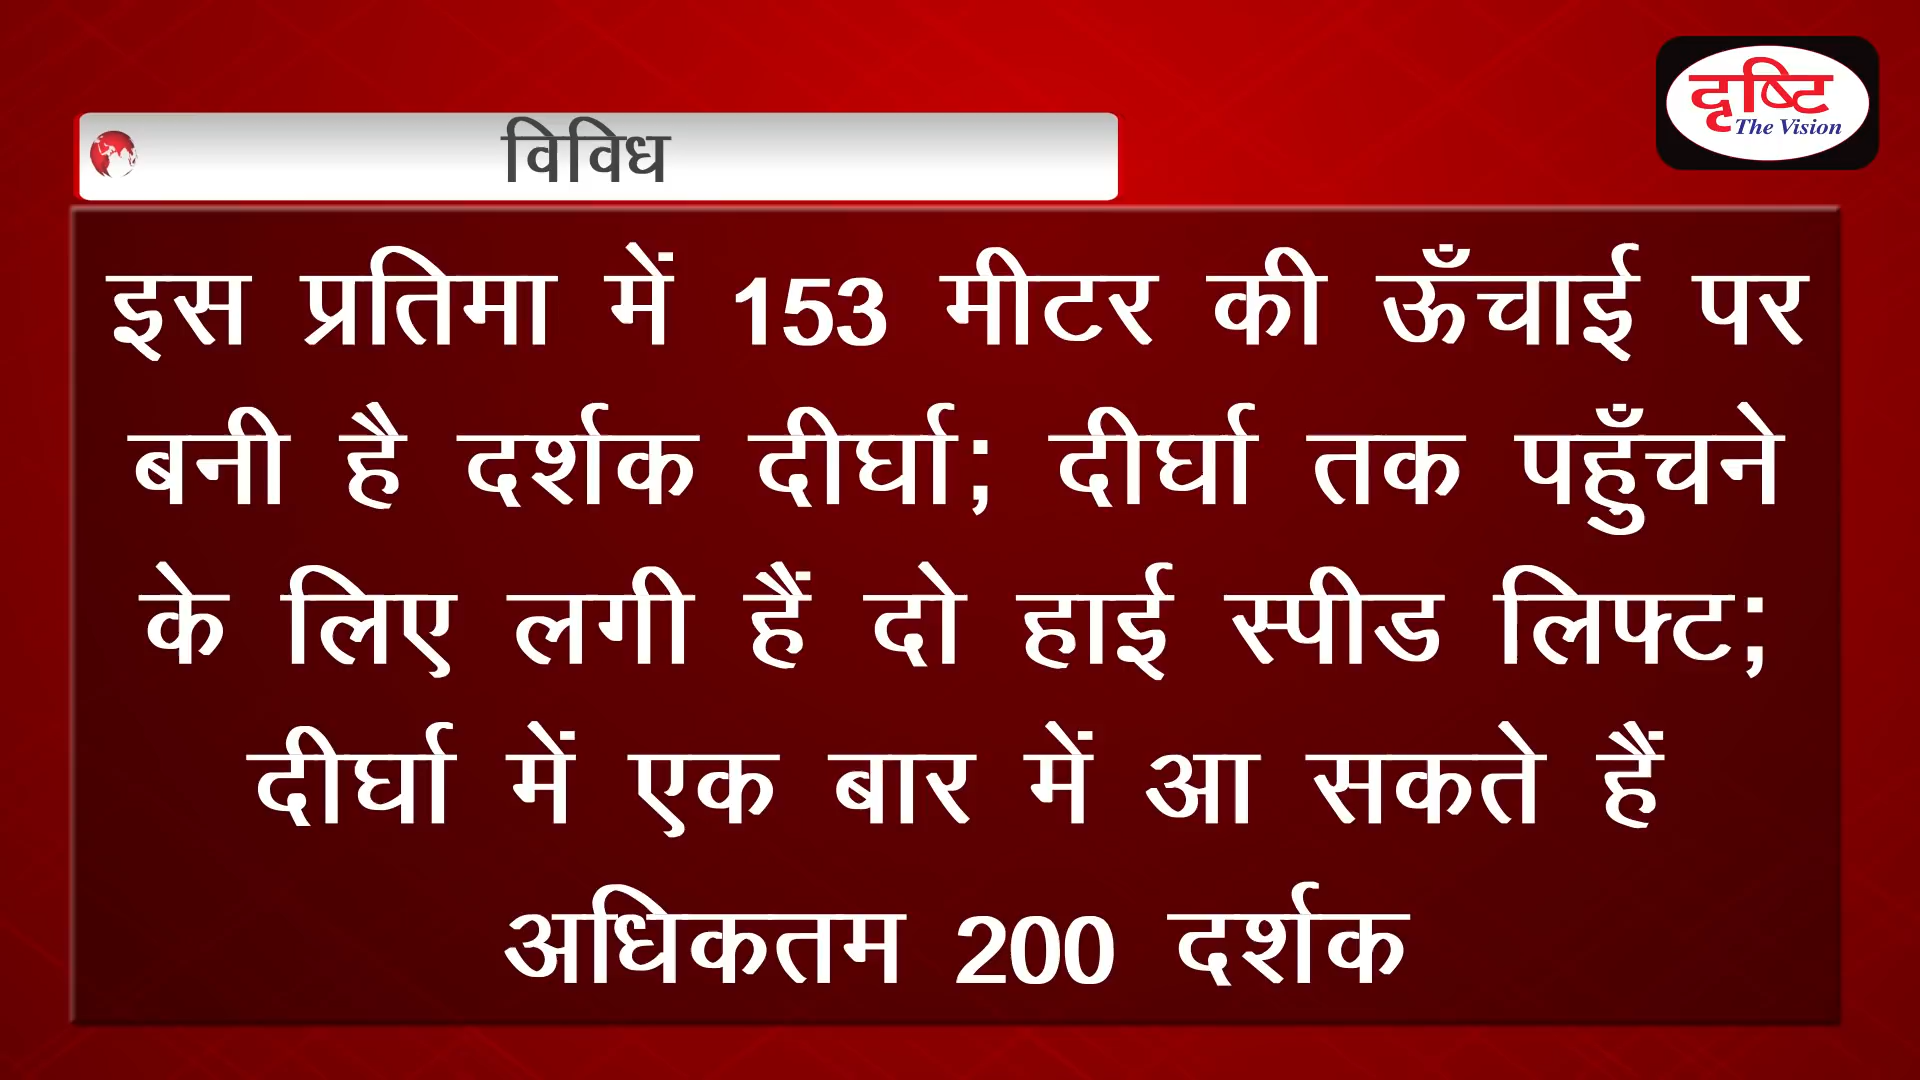 दृष्टि
The Vision
विविध
इस प्रतिमा में 153 मीटर की ऊँचाई पर
बनी है दर्शक दीर्घा; दीर्घा तक पहुँचने
के लिए लगी हैं दो हाई स्पीड लिफ्ट;
दीर्घा में एक बार में आ सकते हैं
अधिकतम 200 दर्शक